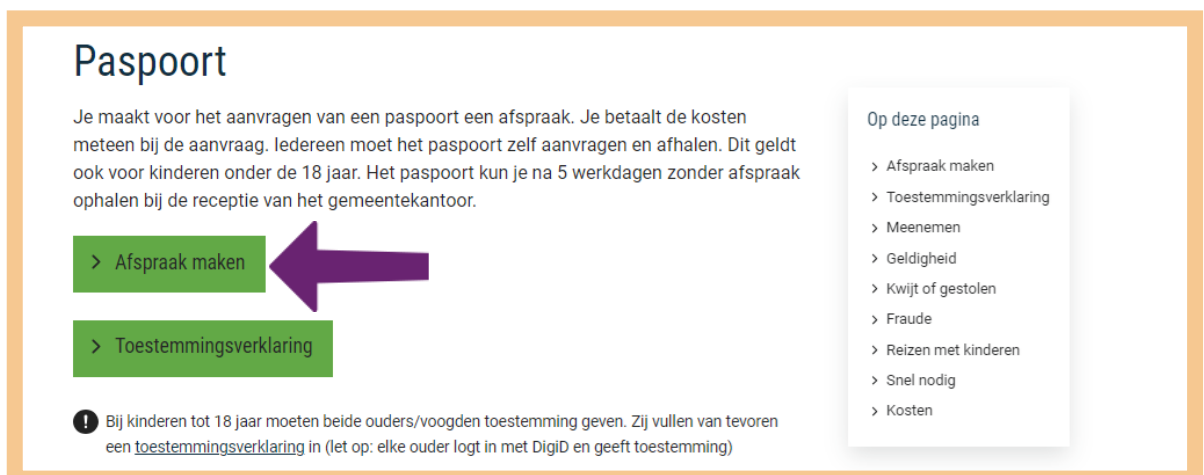 Paspoort
Je maakt voor het aanvragen van een paspoort een afspraak. Je betaalt de kosten
meteen bij de aanvraag. Iedereen moet het paspoort zelf aanvragen en afhalen. Dit geldt
ook voor kinderen onder de 18 jaar. Het paspoort kun je na 5 werkdagen zonder afspraak
ophalen bij de receptie van het gemeentekantoor.
> Afspraak maken
> Toestemmingsverklaring
! Bij kinderen tot 18 jaar moeten beide ouders/voogden toestemming geven. Zij vullen van tevoren
een toestemmingsverklaring in (let op: elke ouder logt in met DigiD en geeft toestemming)
Op deze pagina
> Afspraak maken
> Toestemmingsverklaring
> Meenemen
> Geldigheid
> Kwijt of gestolen
> Fraude
> Reizen met kinderen
> Snel nodig
> Kosten